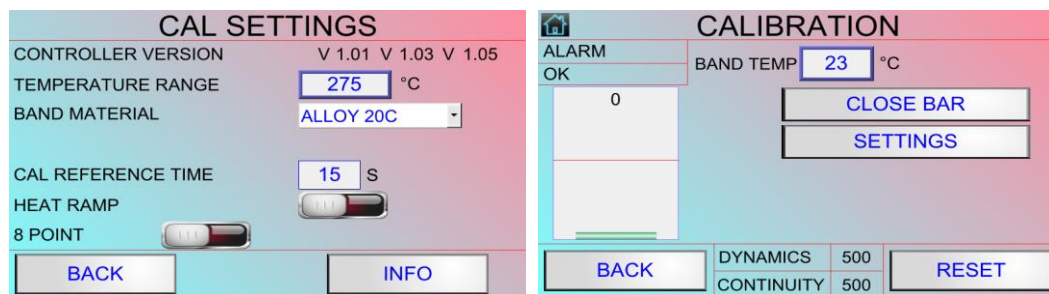 CAL SETTINGS
CONTROLLER VERSION V 1.01 V 1.03 V 1.05
TEMPERATURE RANGE 275 °C
BAND MATERIAL ALLOY 20C
CAL REFERENCE TIME 15 S
HEAT RAMP
8 POINT
BACK INFO
CALIBRATION
ALARM
OK
BAND TEMP 23 °C
0
CLOSE BAR
SETTINGS
BACK
DYNAMICS 500
CONTINUITY 500
RESET